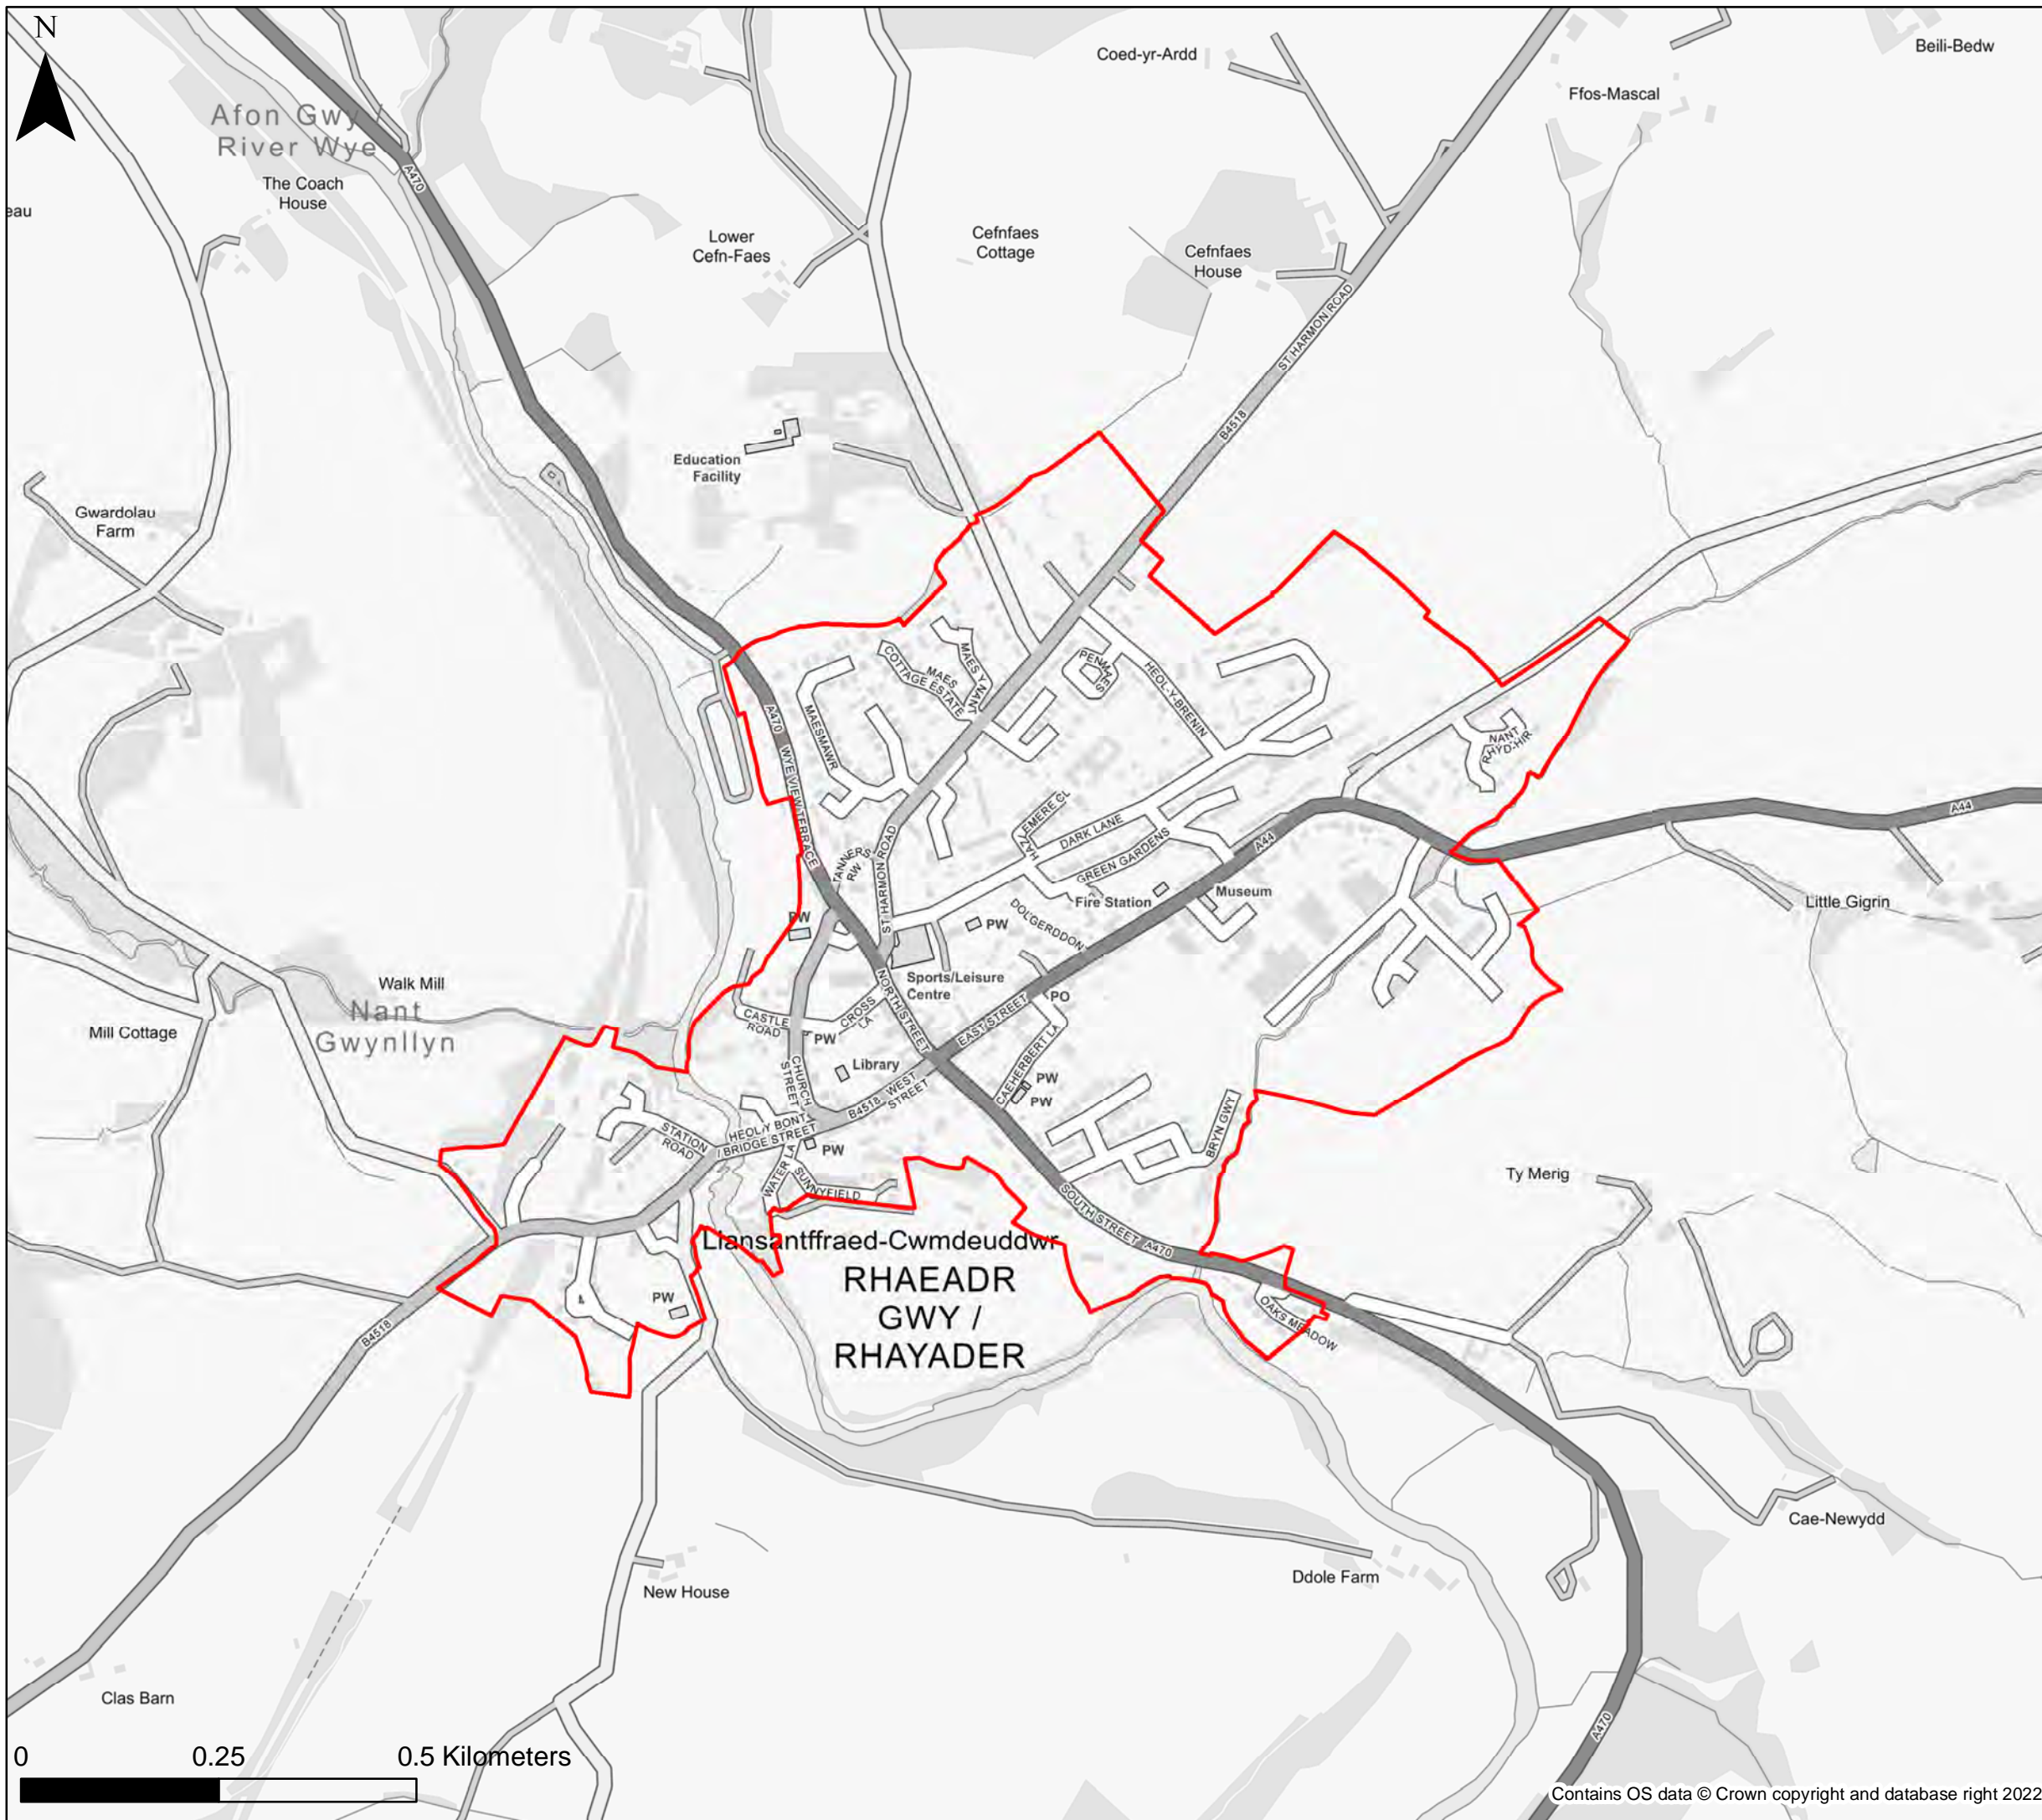 N
Coed-yr-Ardd
Beili-Bedw
Ffos-Mascal
Afon Gwy /
River Wye
A470
The Coach
House
eau
Lower
Cefn-Faes
Cefnfaes
Cottage
Cefnfaes
House
ST HARMON ROAD
B4518
Education
Facility
Gwardolau
Farm
MAES Y NANT
MAES
COTTAGE ESTATE
PENMAES
HEOL-Y-BRENIN
MAESMAWR
A470
WYE VIEW TERRACE
NANT
RHYD-HIR
A44
HAZLEMERE CL
DARK LANE
GREEN GARDENS
A44
TANNERS
RW
ST HARMON ROAD
Fire Station
Museum
Little Gigrin
PW
PW
DOLGERDDON
Sports/Leisure
Centre
NORTH STREET
Walk Mill
Nant
Gwynllyn
Mill Cottage
CASTLE
ROAD
CROSS
LA
PW
EAST STREET
PO
CAEHERBERT LA
Library
CHURCH
STREET
B4518 WEST
STREET
PW
PW
STATION
ROAD
HEOL Y BONT
/ BRIDGE STREET
PW
WATER LA
SUNNYFIELD
BRYN GWY
Ty Merig
SOUTH STREET A470
Llansantffraed-Cwmdeuddwr
RHAEADR
GWY /
RHAYADER
PW
OAKS MEADOW
B4518
Cae-Newydd
Ddole Farm
New House
Clas Barn
A470
0 0.25 0.5 Kilometers
Contains OS data © Crown copyright and database right 2022